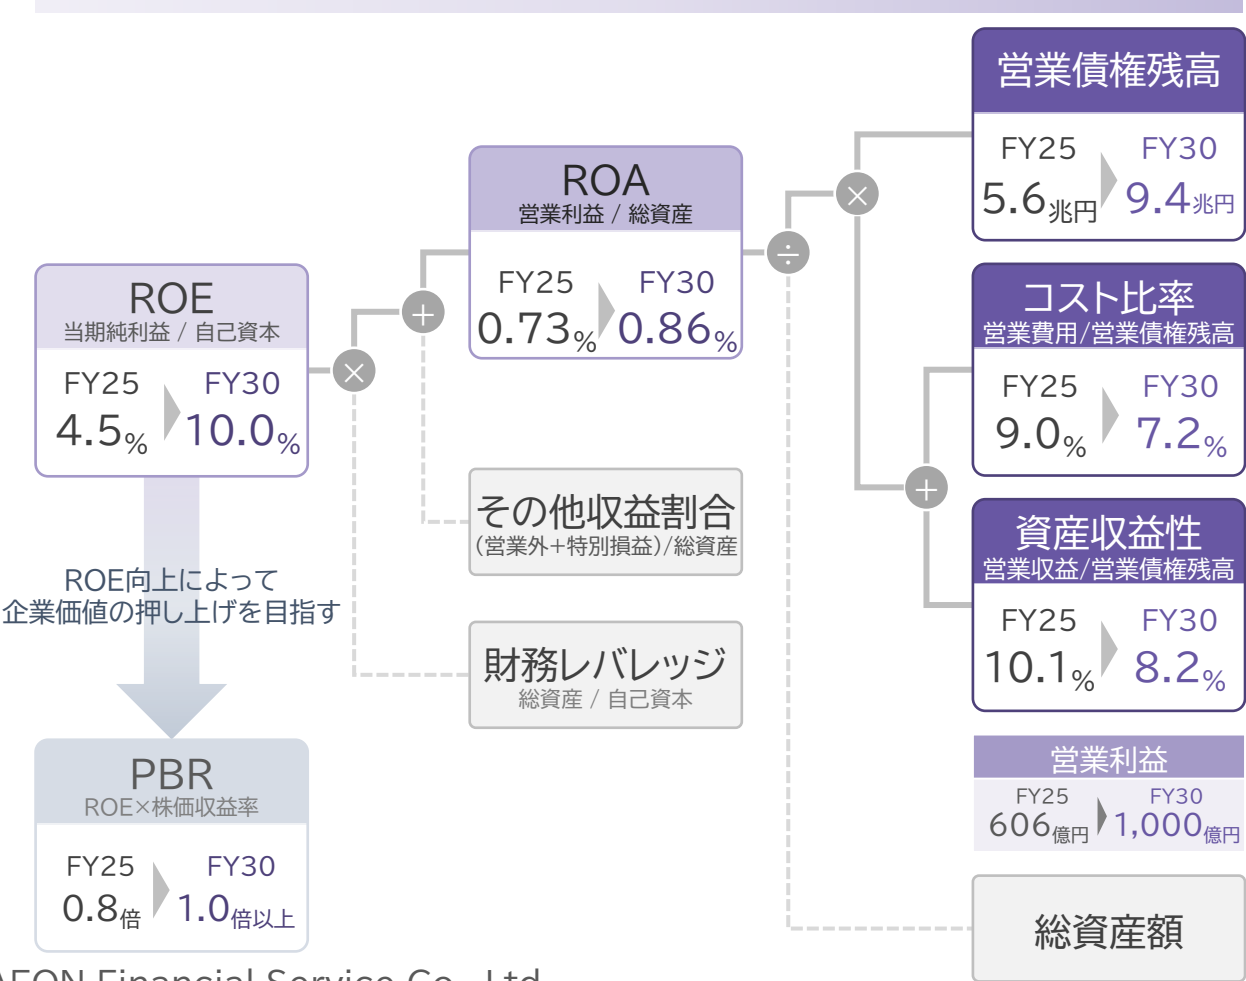 ROE
当期純利益 / 自己資本
FY25 FY30
4.5% 10.0%
ROE向上によって
企業価値の押し上げを目指す
PBR
ROE×株価収益率
FY25 FY30
0.8倍 1.0倍以上
×
+
ROA
営業利益 / 総資産
FY25 FY30
0.73% 0.86%
その他収益割合
(営業外+特別損益)/総資産
財務レバレッジ
総資産 / 自己資本
÷
×
+
営業債権残高
FY25 FY30
5.6兆円 9.4兆円
コスト比率
営業費用/営業債権残高
FY25 FY30
9.0% 7.2%
資産収益性
営業収益/営業債権残高
FY25 FY30
10.1% 8.2%
営業利益
FY25 FY30
606億円 1,000億円
総資産額
AEON Financial Service Co., Ltd.